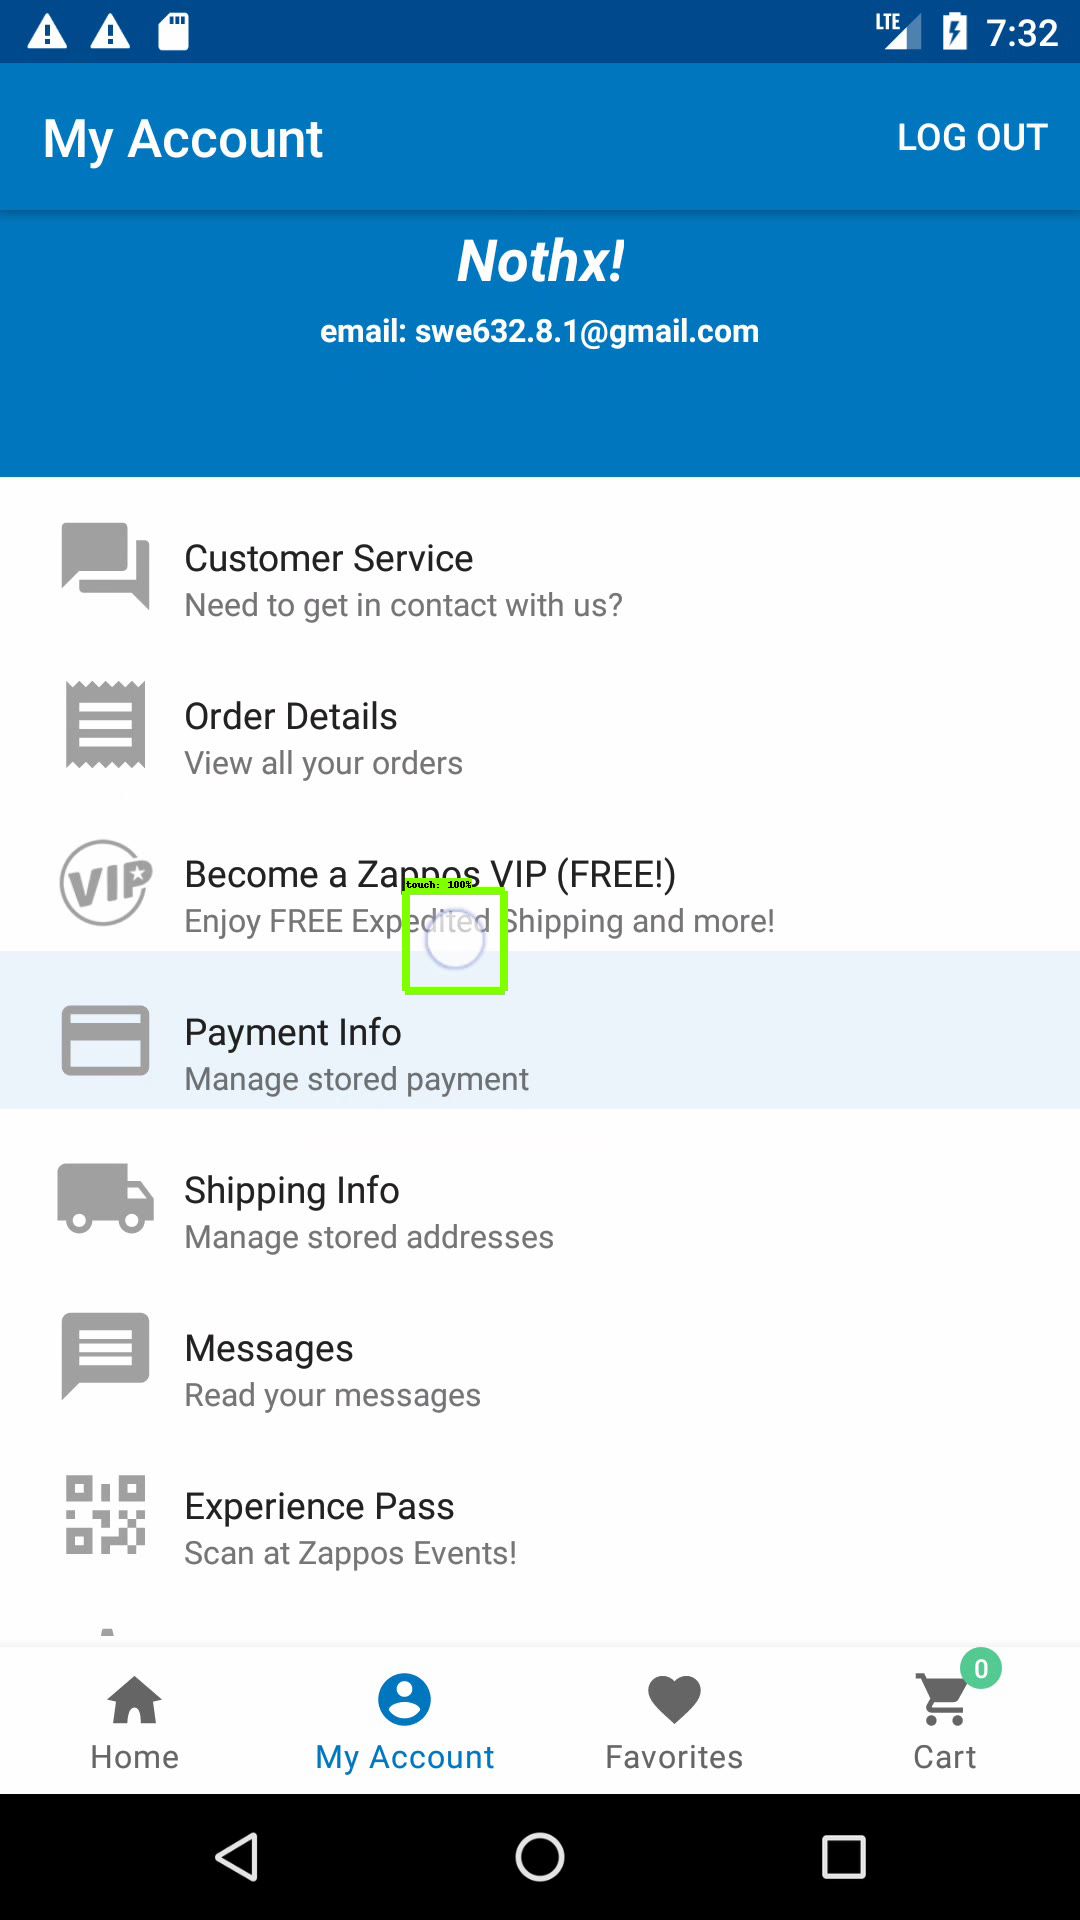 LTE 7:32
My Account LOG OUT
Nothx!
email: swe632.8.1@gmail.com
Customer Service
Need to get in contact with us?
Order Details
View all your orders
VIP
Become a Zappos VIP (FREE!)
touch: 100%
Enjoy FREE Expedited Shipping and more!
Payment Info
Manage stored payment
Shipping Info
Manage stored addresses
Messages
Read your messages
Experience Pass
Scan at Zappos Events!
0
Home My Account Favorites Cart